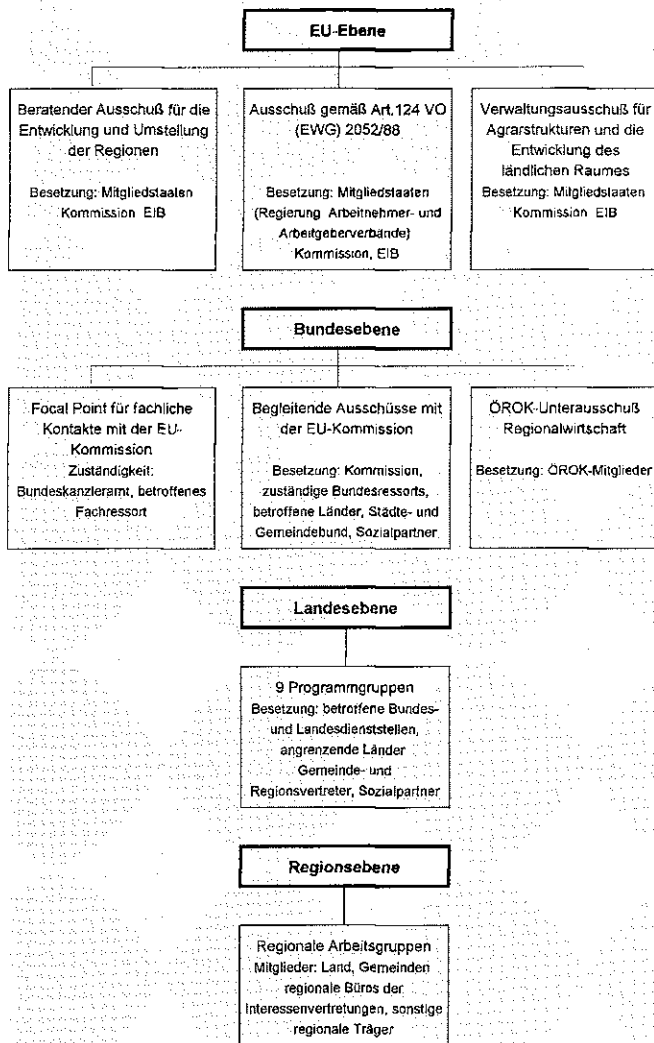 EU-Ebene
Beratender Ausschuß für die
Entwicklung und Umstellung
der Regionen
Besetzung: Mitgliedstaaten
Kommission EIB
Ausschuß gemäß Art.124 VO
(EWG) 2052/88
Besetzung: Mitgliedstaaten
(Regierung Arbeitnehmer- und
Arbeitgeberverbände)
Kommission, EIB
Verwaltungsausschuß für
Agrarstrukturen und die
Entwicklung des
ländlichen Raumes
Besetzung: Mitgliedstaaten
Kommission EIB
Bundesebene
Focal Point für fachliche
Kontakte mit der EU-
Kommission
Zuständigkeit:
Bundeskanzleramt, betroffenes
Fachressort
Begleitende Ausschüsse mit
der EU-Kommission
Besetzung: Kommission,
zuständige Bundesressorts,
betroffene Länder, Städte- und
Gemeindebund, Sozialpartner
ÖROK-Unterausschuß
Regionalwirtschaft
Besetzung: ÖROK-Mitglieder
Landesebene
9 Programmgruppen
Besetzung: betroffene Bundes-
und Landesdienststellen,
angrenzende Länder
Gemeinde- und
Regionsvertreter, Sozialpartner
Regionsebene
Regionale Arbeitsgruppen
Mitglieder: Land, Gemeinden
regionale Büros der
Interessenvertretungen, sonstige
regionale Träger